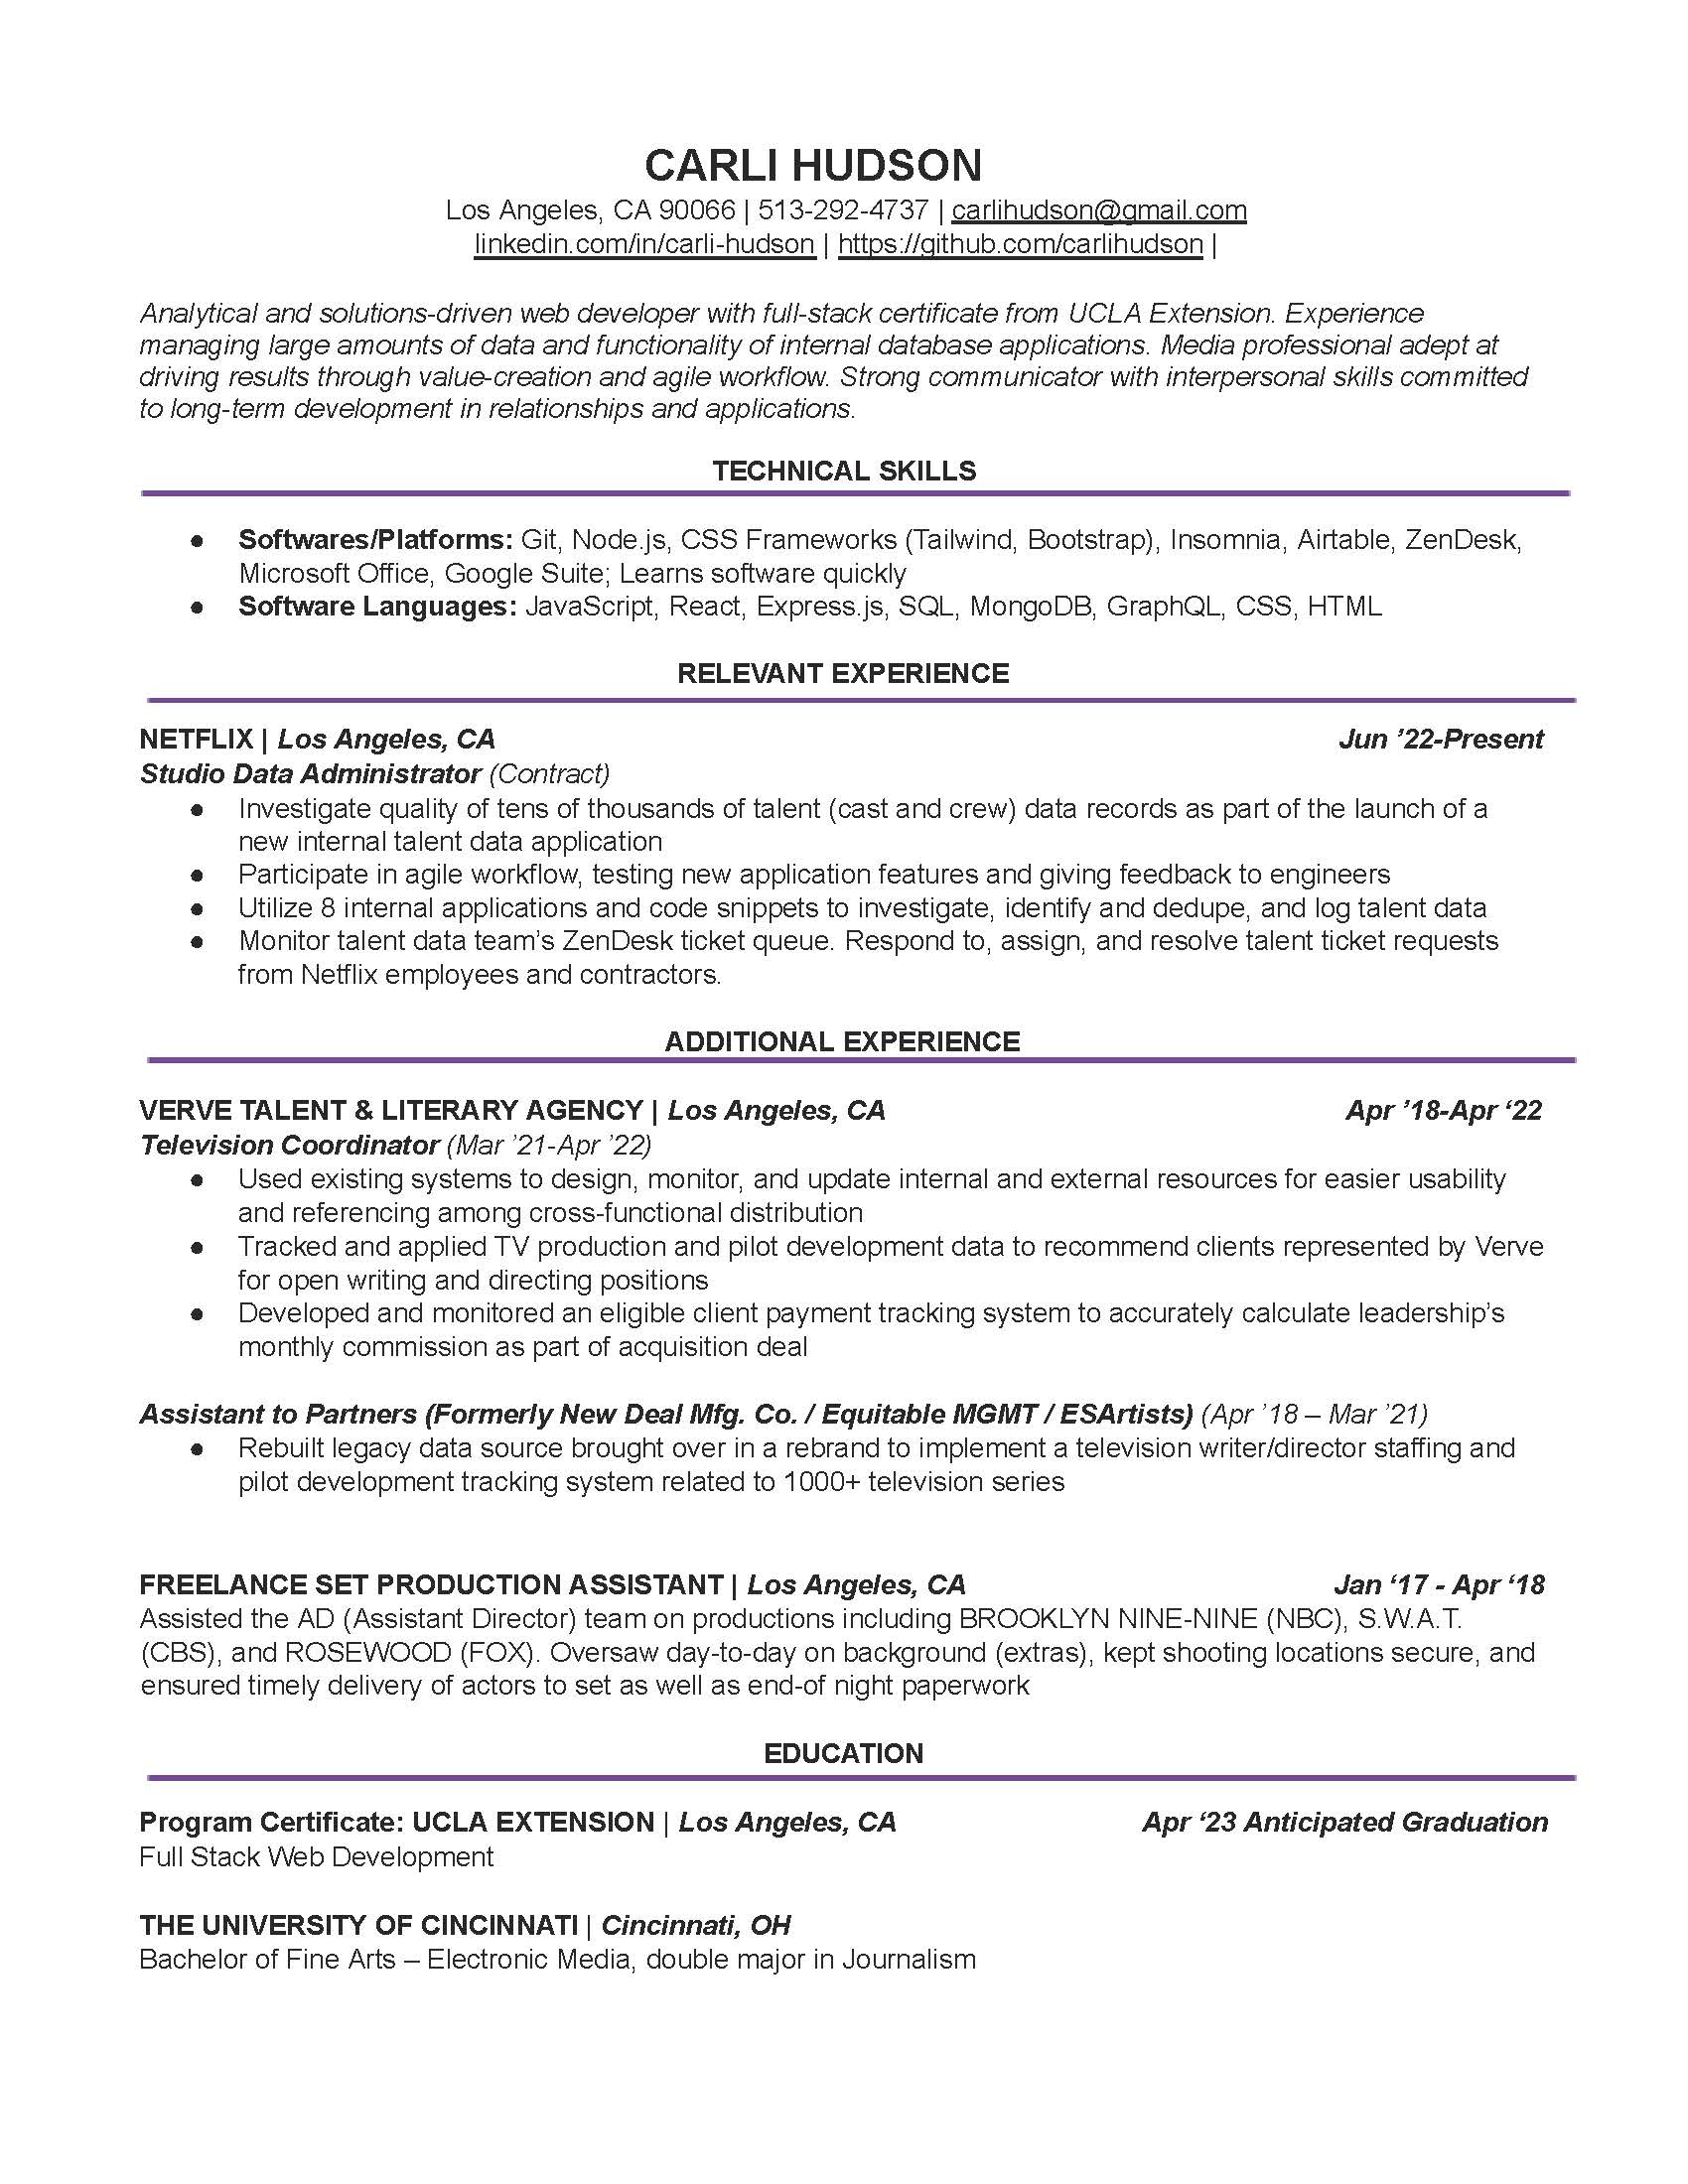 CARLI HUDSON
Los Angeles, CA 90066 | 513-292-4737 | carlihudson@gmail.com
linkedin.com/in/carli-hudson | https://github.com/carlihudson |
Analytical and solutions-driven web developer with full-stack certificate from UCLA Extension. Experience
managing large amounts of data and functionality of internal database applications. Media professional adept at
driving results through value-creation and agile workflow. Strong communicator with interpersonal skills committed
to long-term development in relationships and applications.
TECHNICAL SKILLS
● Softwares/Platforms: Git, Node.js, CSS Frameworks (Tailwind, Bootstrap), Insomnia, Airtable, ZenDesk,
Microsoft Office, Google Suite; Learns software quickly
● Software Languages: JavaScript, React, Express.js, SQL, MongoDB, GraphQL, CSS, HTML
RELEVANT EXPERIENCE
NETFLIX | Los Angeles, CA Jun ’22-Present
Studio Data Administrator (Contract)
● Investigate quality of tens of thousands of talent (cast and crew) data records as part of the launch of a
new internal talent data application
● Participate in agile workflow, testing new application features and giving feedback to engineers
● Utilize 8 internal applications and code snippets to investigate, identify and dedupe, and log talent data
● Monitor talent data team’s ZenDesk ticket queue. Respond to, assign, and resolve talent ticket requests
from Netflix employees and contractors.
ADDITIONAL EXPERIENCE
VERVE TALENT & LITERARY AGENCY | Los Angeles, CA Apr ’18-Apr ‘22
Television Coordinator (Mar ’21-Apr ’22)
● Used existing systems to design, monitor, and update internal and external resources for easier usability
and referencing among cross-functional distribution
● Tracked and applied TV production and pilot development data to recommend clients represented by Verve
for open writing and directing positions
● Developed and monitored an eligible client payment tracking system to accurately calculate leadership’s
monthly commission as part of acquisition deal
Assistant to Partners (Formerly New Deal Mfg. Co. / Equitable MGMT / ESArtists) (Apr ’18 – Mar ’21)
● Rebuilt legacy data source brought over in a rebrand to implement a television writer/director staffing and
pilot development tracking system related to 1000+ television series
FREELANCE SET PRODUCTION ASSISTANT | Los Angeles, CA Jan ‘17 - Apr ‘18
Assisted the AD (Assistant Director) team on productions including BROOKLYN NINE-NINE (NBC), S.W.A.T.
(CBS), and ROSEWOOD (FOX). Oversaw day-to-day on background (extras), kept shooting locations secure, and
ensured timely delivery of actors to set as well as end-of night paperwork
EDUCATION
Program Certificate: UCLA EXTENSION | Los Angeles, CA Apr ‘23 Anticipated Graduation
Full Stack Web Development
THE UNIVERSITY OF CINCINNATI | Cincinnati, OH
Bachelor of Fine Arts – Electronic Media, double major in Journalism